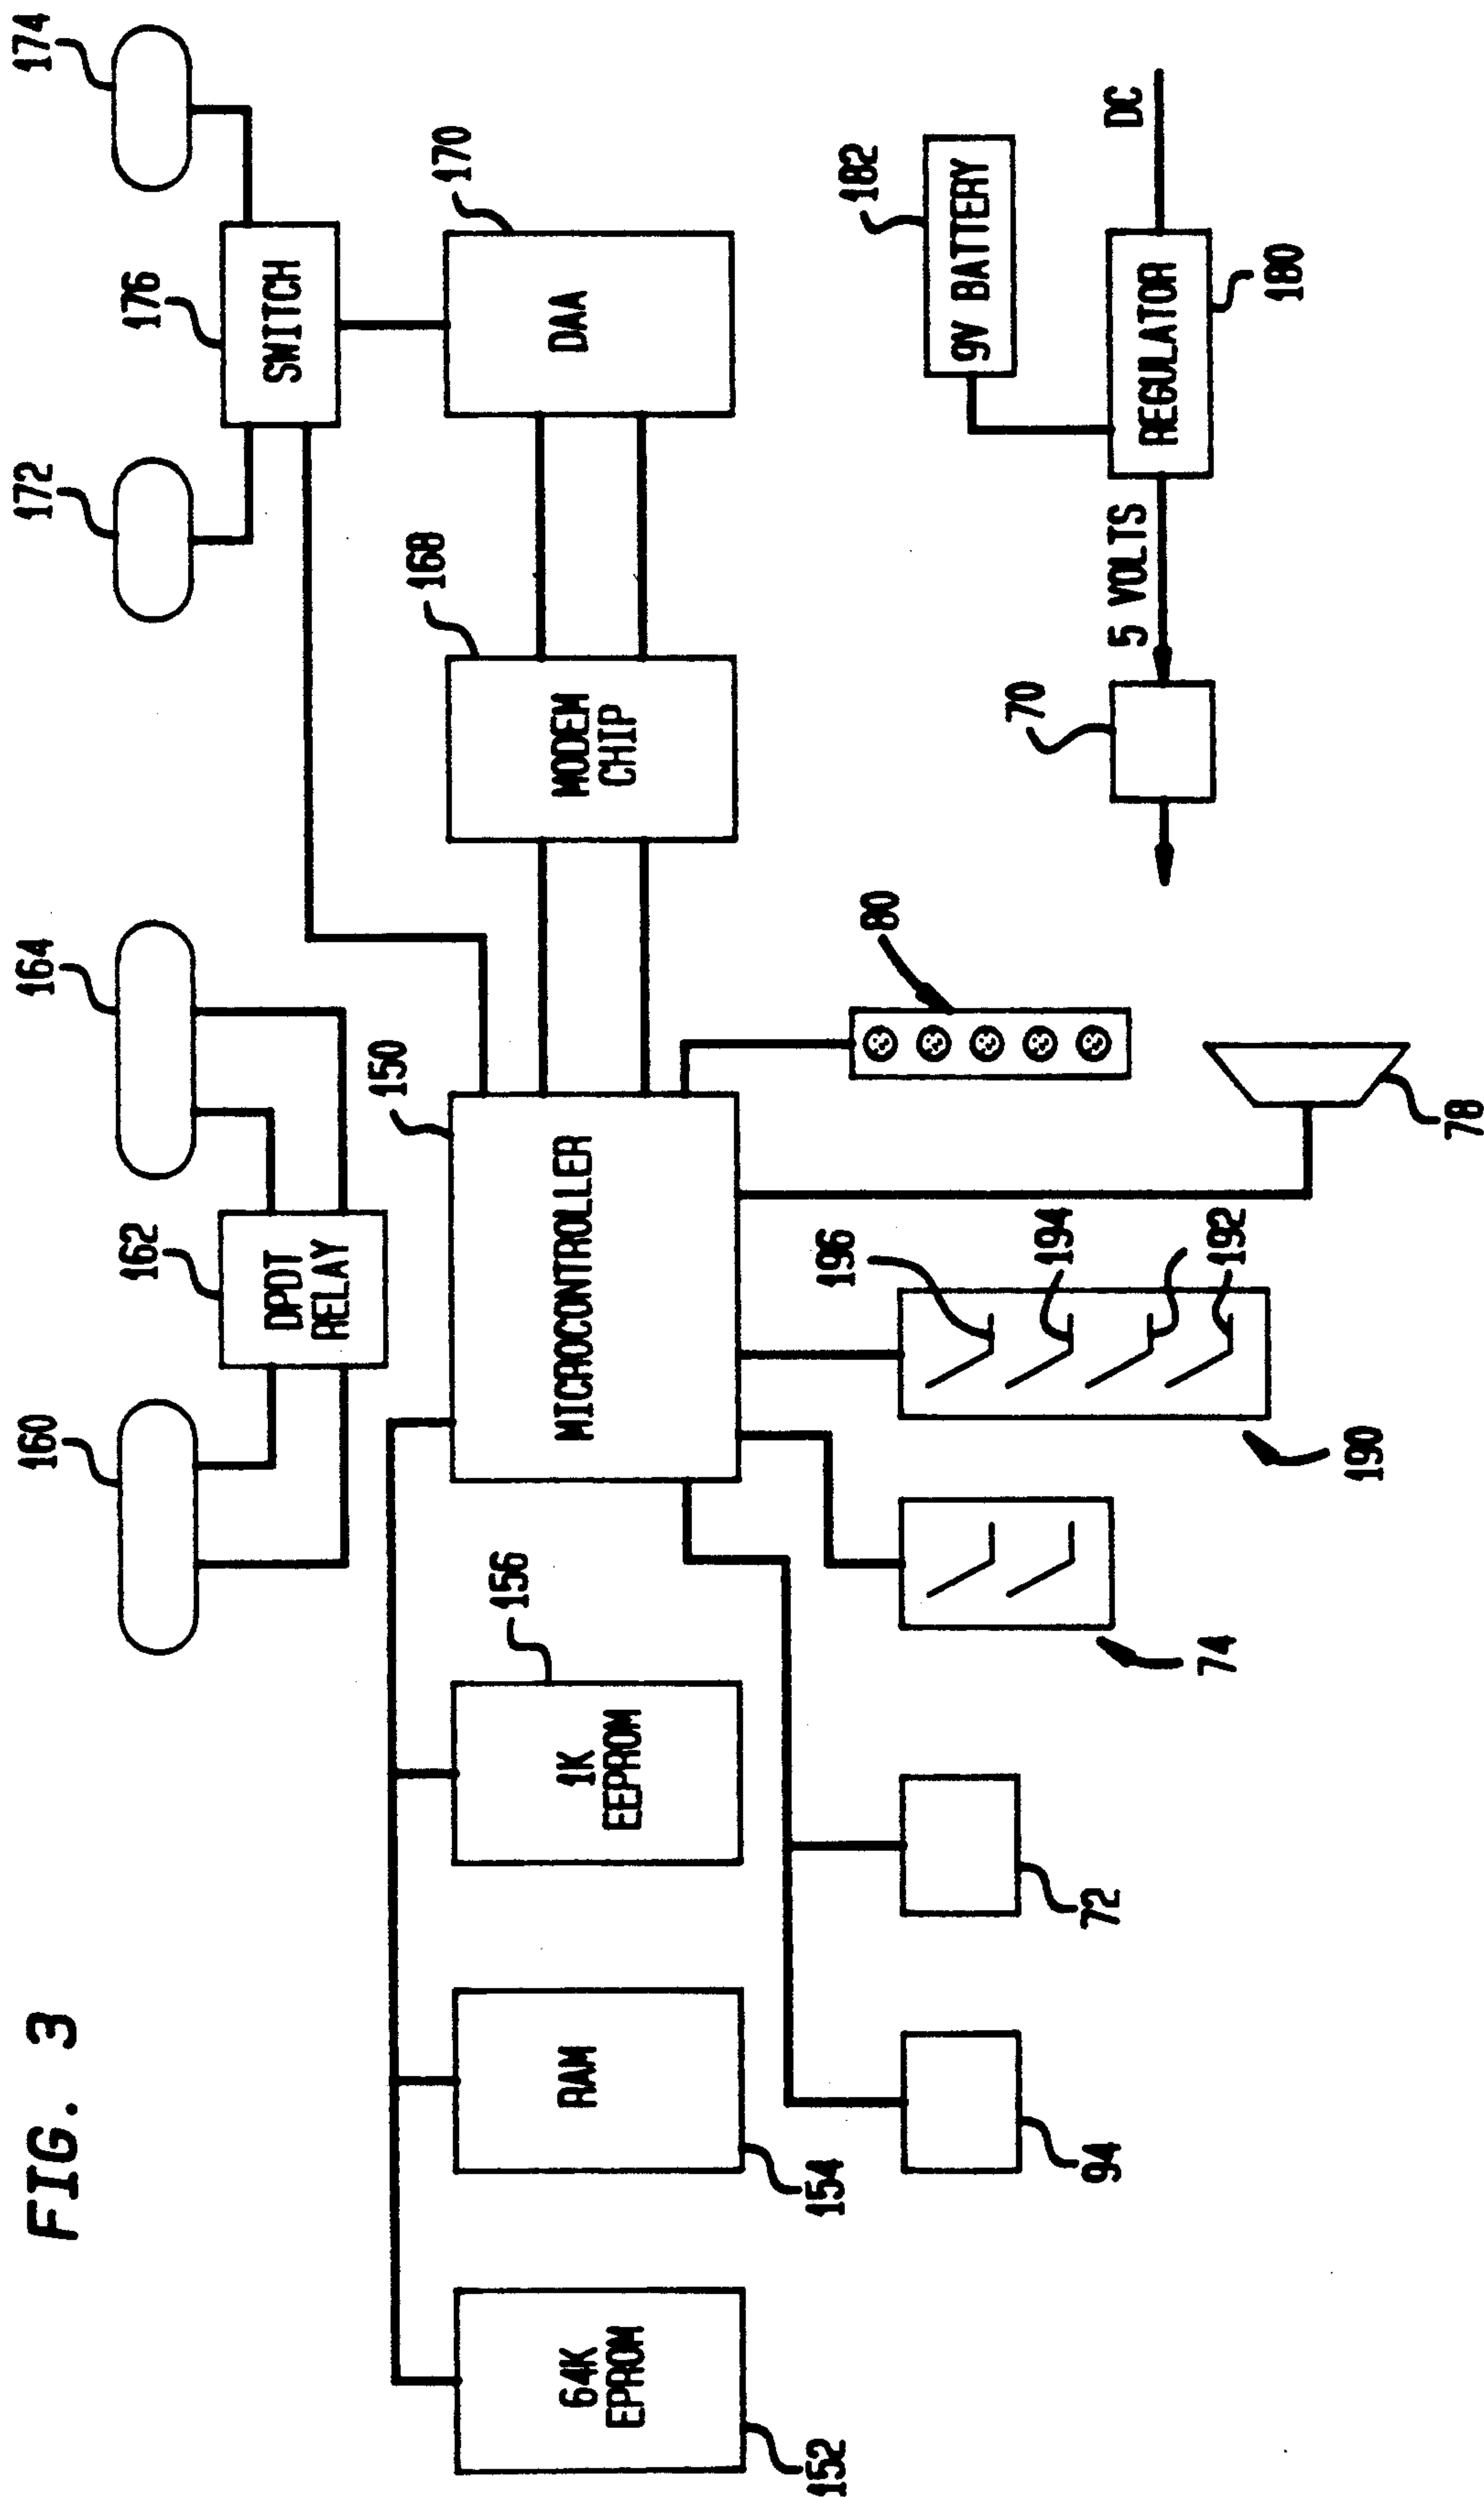 FIG. 3
160
162
164
172
176
174
DPOT
RELAY
SWITCH
150
168
170
156
64K
EPROM
RAM
1K
EEPROM
MICROCONTROLLER
MODEM
CHIP
DAA
152
154
94
72
74
190
196
194
192
80
78
182
9V BATTERY
70
5 VOLTS
REGULATOR
DC
180